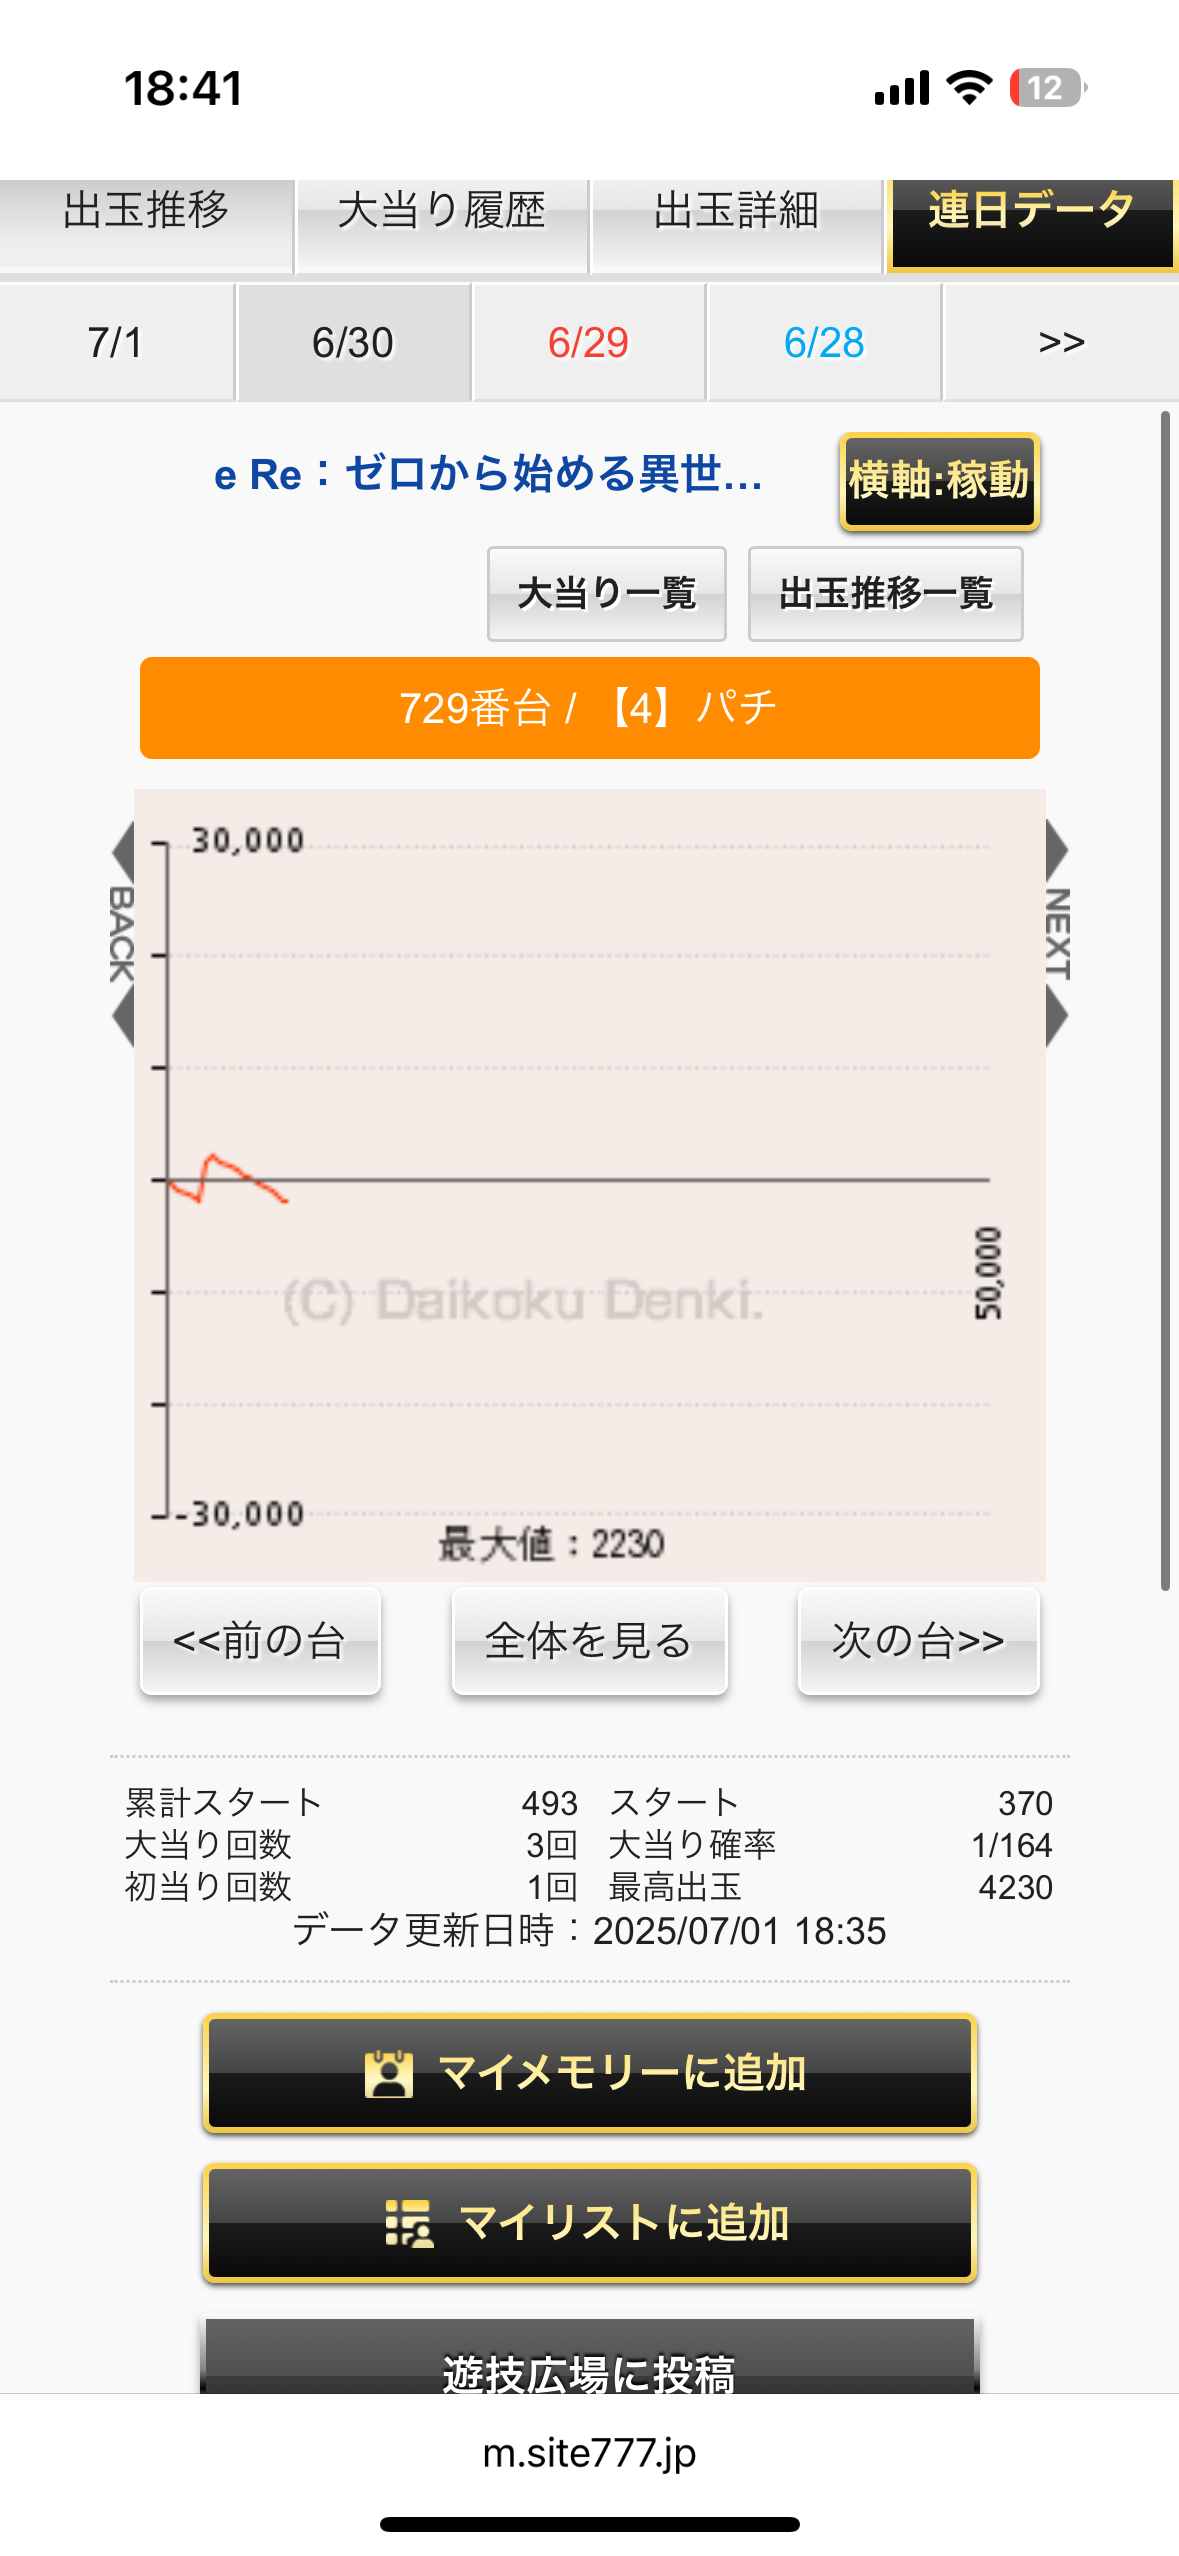 18:41
12
出玉推移 大当り履歴 出玉詳細 連日データ
7/1 6/30 6/29 6/28 >>
e Re：ゼロから始める異世...
横軸:稼動
大当り一覧 出玉推移一覧
729番台 / 【4】パチ
BACK
NEXT
30,000
50,000
(C) Daikoku Denki.
-30,000
最大値：2230
<<前の台 全体を見る 次の台>>
累計スタート 493 スタート 370
大当り回数 3回 大当り確率 1/164
初当り回数 1回 最高出玉 4230
データ更新日時：2025/07/01 18:35
マイメモリーに追加
マイリストに追加
遊技広場に投稿
m.site777.jp